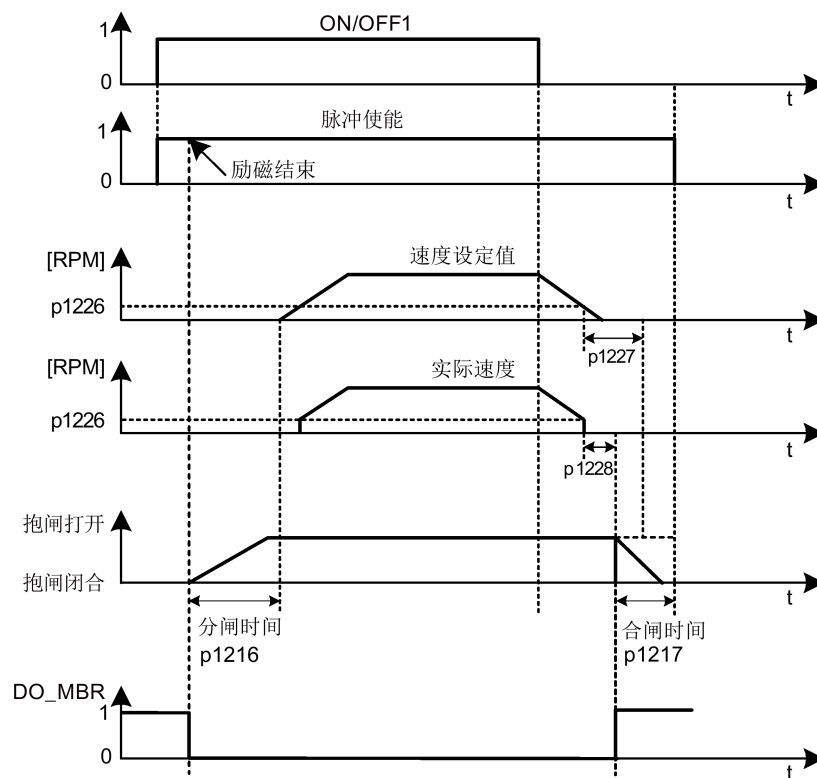 ON/OFF1
1
0
t
脉冲使能
1
0
励磁结束
t
[RPM]
速度设定值
p1226
t
p1227
[RPM]
实际速度
p1226
t
p1228
抱闸打开
抱闸闭合
t
分闸时间
p1216
合闸时间
p1217
DO_MBR
1
0
t